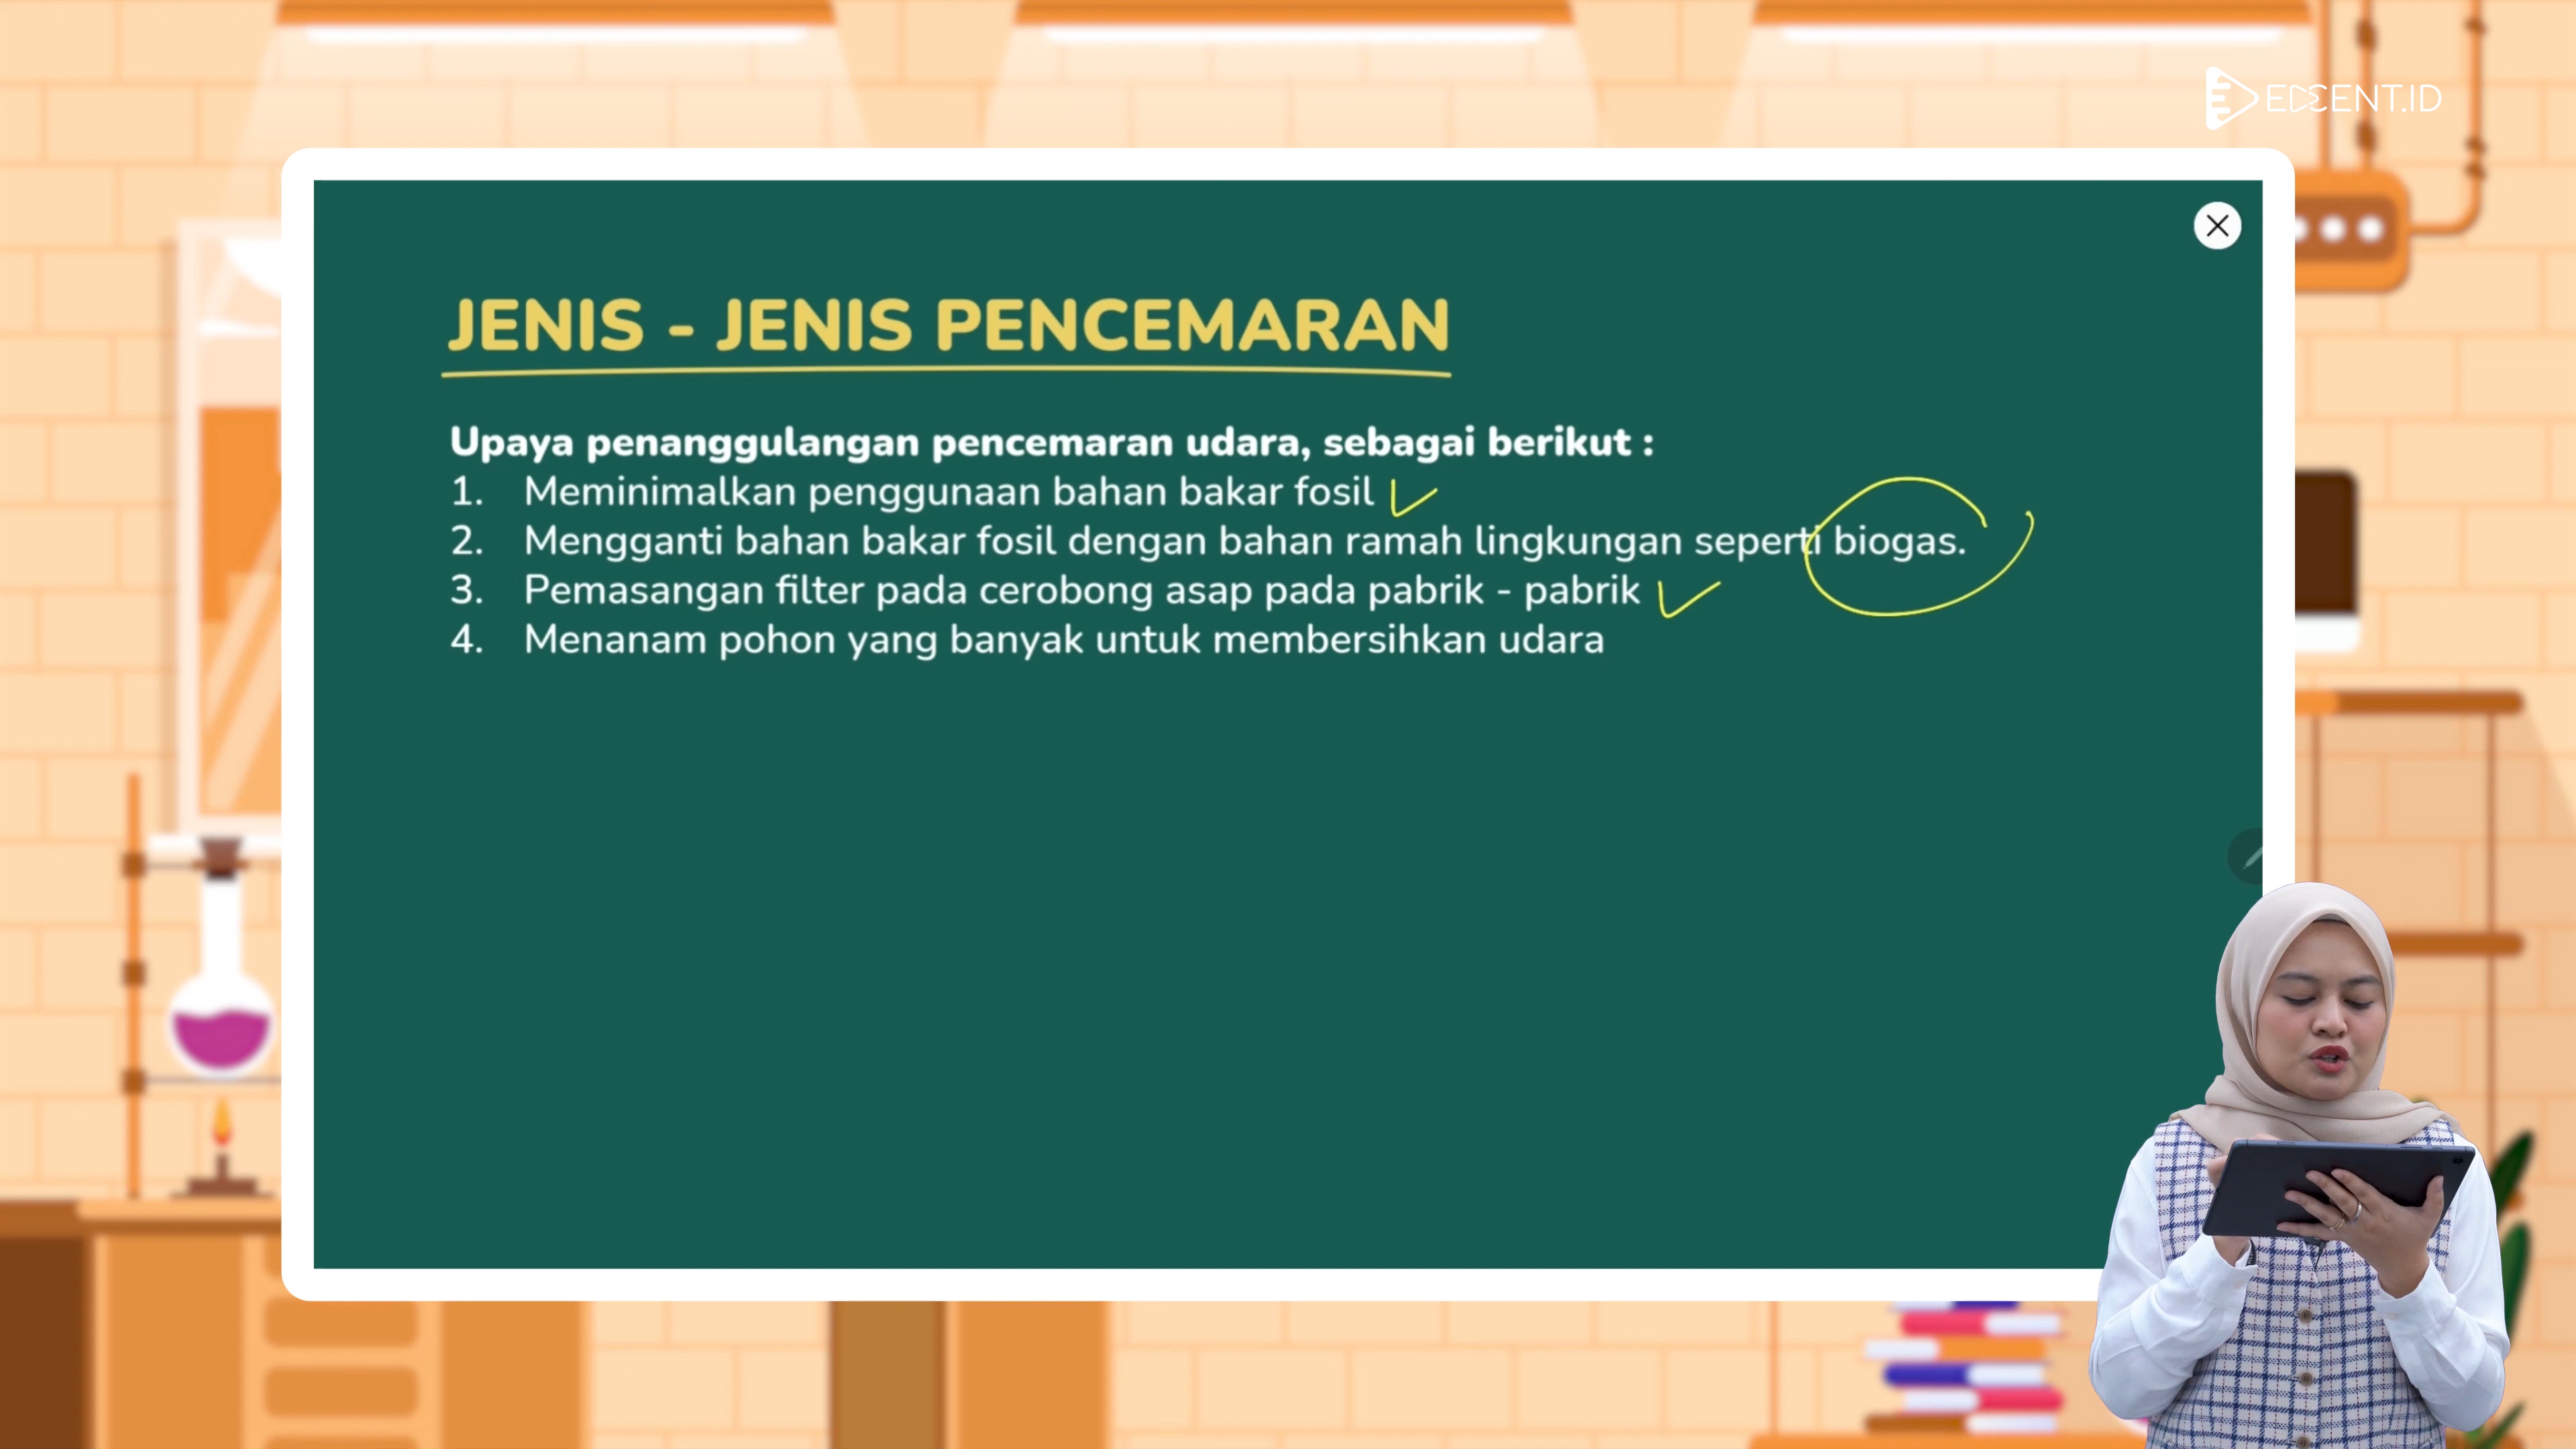 EDCENT.ID
JENIS - JENIS PENCEMARAN
Upaya penanggulangan pencemaran udara, sebagai berikut :
1. Meminimalkan penggunaan bahan bakar fosil
2. Mengganti bahan bakar fosil dengan bahan ramah lingkungan seperti biogas.
3. Pemasangan filter pada cerobong asap pada pabrik - pabrik
4. Menanam pohon yang banyak untuk membersihkan udara